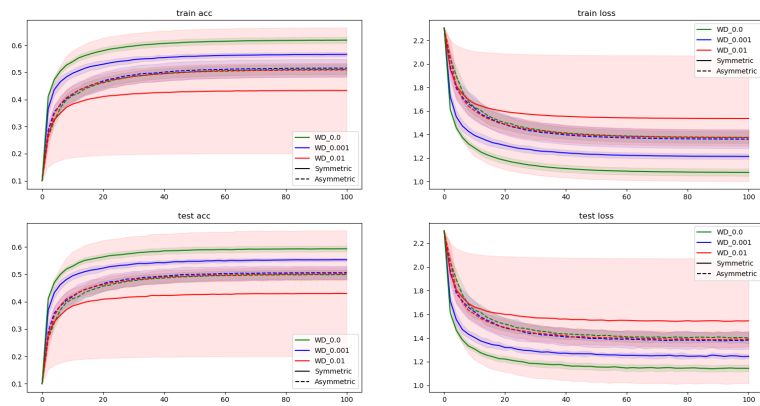 train acc
0.6
0.5
0.4
0.3
0.2
0.1
0
20
40
60
80
100
WD_0.0
WD_0.001
WD_0.01
Symmetric
Asymmetric
train loss
2.2
2.0
1.8
1.6
1.4
1.2
1.0
0
20
40
60
80
100
WD_0.0
WD_0.001
WD_0.01
Symmetric
Asymmetric
test acc
0.6
0.5
0.4
0.3
0.2
0.1
0
20
40
60
80
100
WD_0.0
WD_0.001
WD_0.01
Symmetric
Asymmetric
test loss
2.2
2.0
1.8
1.6
1.4
1.2
1.0
0
20
40
60
80
100
WD_0.0
WD_0.001
WD_0.01
Symmetric
Asymmetric